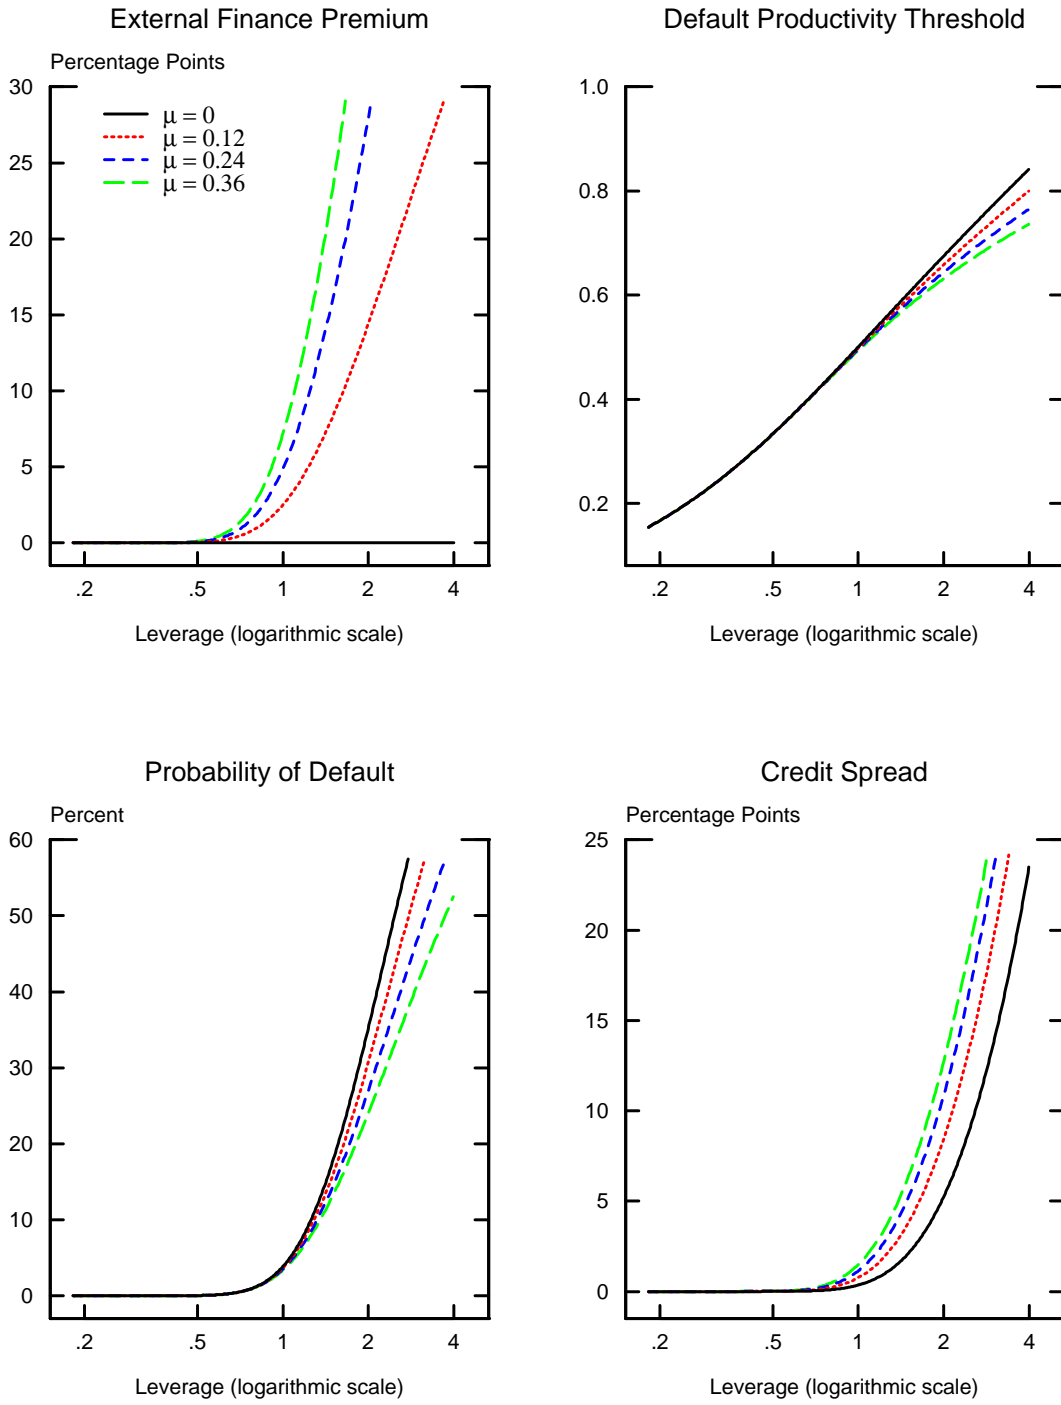 External Finance Premium
Percentage Points
30
25
20
15
10
5
0
μ = 0
μ = 0.12
μ = 0.24
μ = 0.36
.2 .5 1 2 4
Leverage (logarithmic scale)
Default Productivity Threshold
1.0
0.8
0.6
0.4
0.2
.2 .5 1 2 4
Leverage (logarithmic scale)
Probability of Default
Percent
60
50
40
30
20
10
0
.2 .5 1 2 4
Leverage (logarithmic scale)
Credit Spread
Percentage Points
25
20
15
10
5
0
.2 .5 1 2 4
Leverage (logarithmic scale)